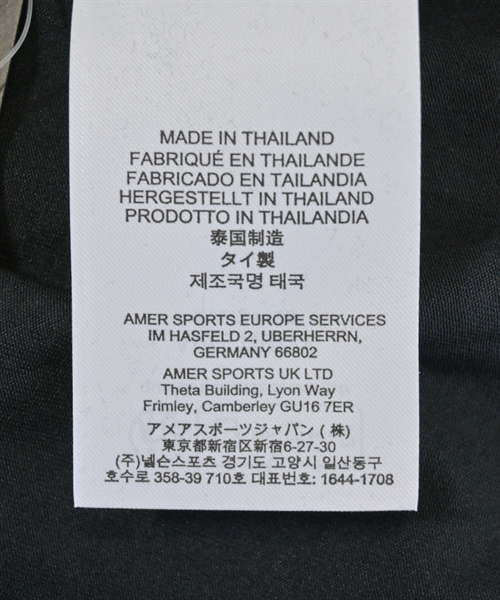 MADE IN THAILAND
FABRIQUÉ EN THAILANDE
FABRICADO EN TAILANDIA
HERGESTELLT IN THAILAND
PRODOTTO IN THAILANDIA
泰国制造
タイ製
제조국명 태국
AMER SPORTS EUROPE SERVICES
IM HASFELD 2, UBERHERRN,
GERMANY 66802
AMER SPORTS UK LTD
Theta Building, Lyon Way
Frimley, Camberley GU16 7ER
アメアスポーツジャパン (株)
東京都新宿区新宿6-27-30
(주)넬슨스포츠 경기도 고양시 일산동구
호수로 358-39 710호 대표번호: 1644-1708